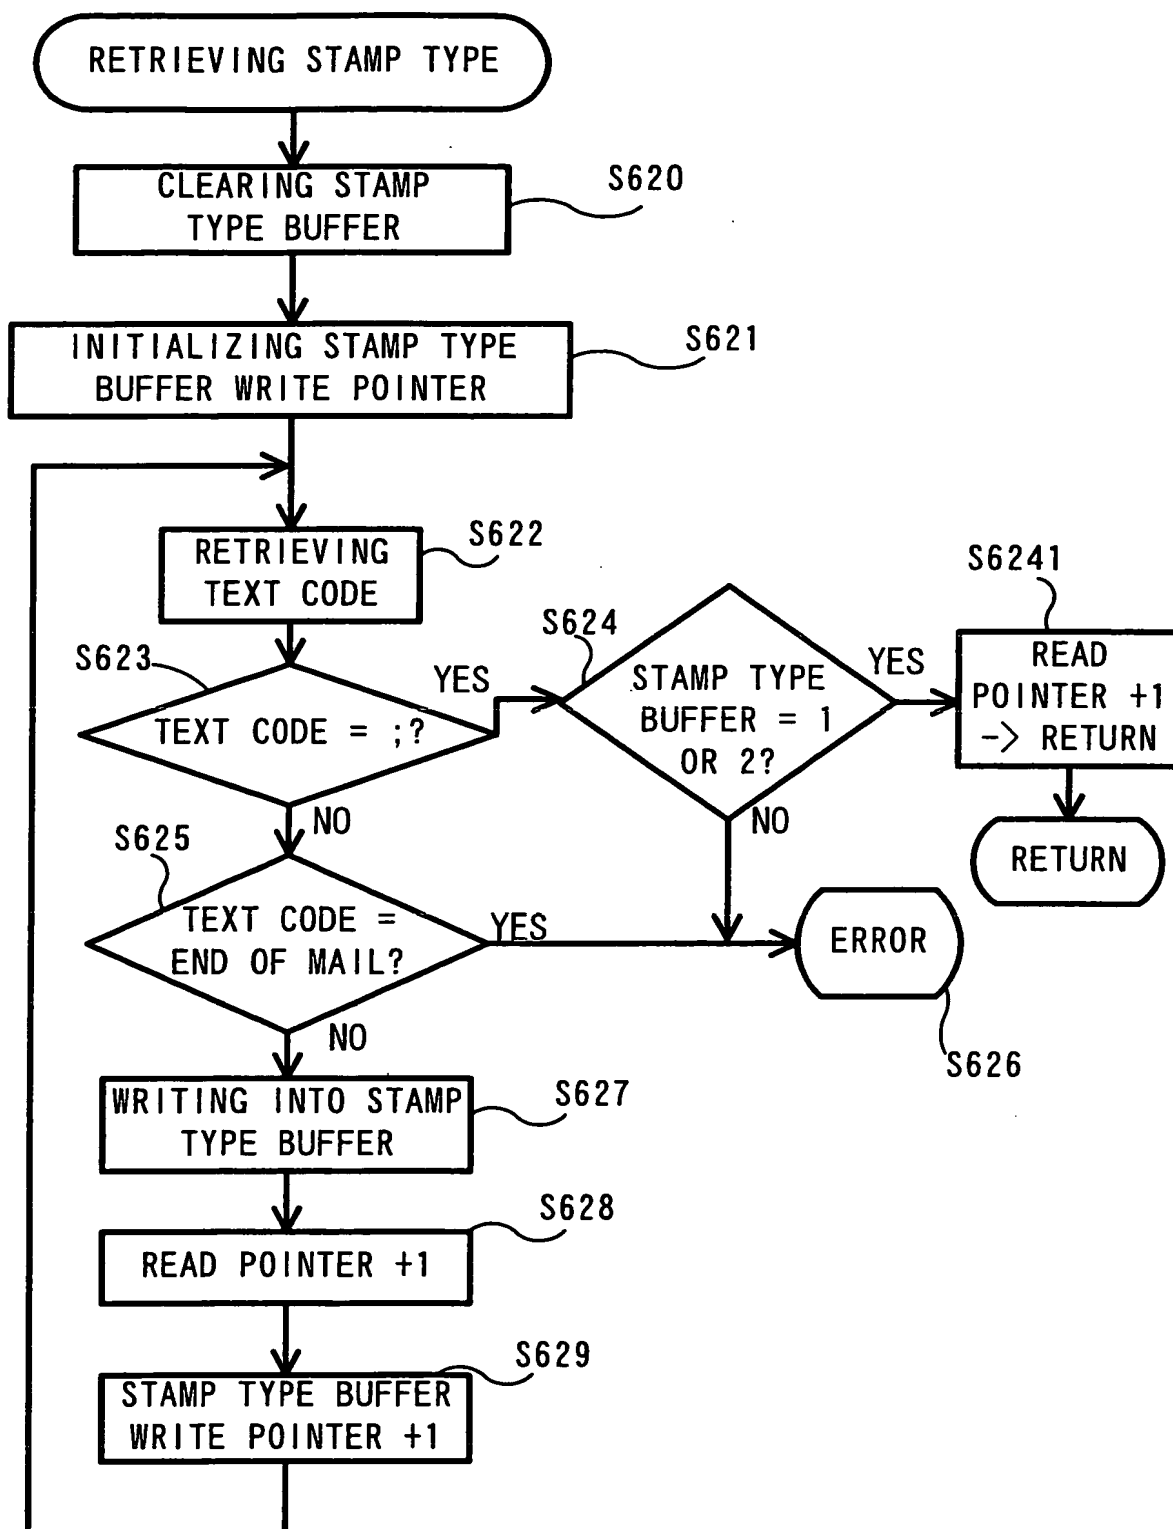 RETRIEVING STAMP TYPE
CLEARING STAMP
TYPE BUFFER
S620
INITIALIZING STAMP TYPE
BUFFER WRITE POINTER
S621
RETRIEVING
TEXT CODE
S622
S623
TEXT CODE = ;?
YES
NO
S624
STAMP TYPE
BUFFER = 1
OR 2?
YES
NO
S6241
READ
POINTER +1
-> RETURN
RETURN
S625
TEXT CODE =
END OF MAIL?
YES
NO
ERROR
S626
WRITING INTO STAMP
TYPE BUFFER
S627
READ POINTER +1
S628
STAMP TYPE BUFFER
WRITE POINTER +1
S629